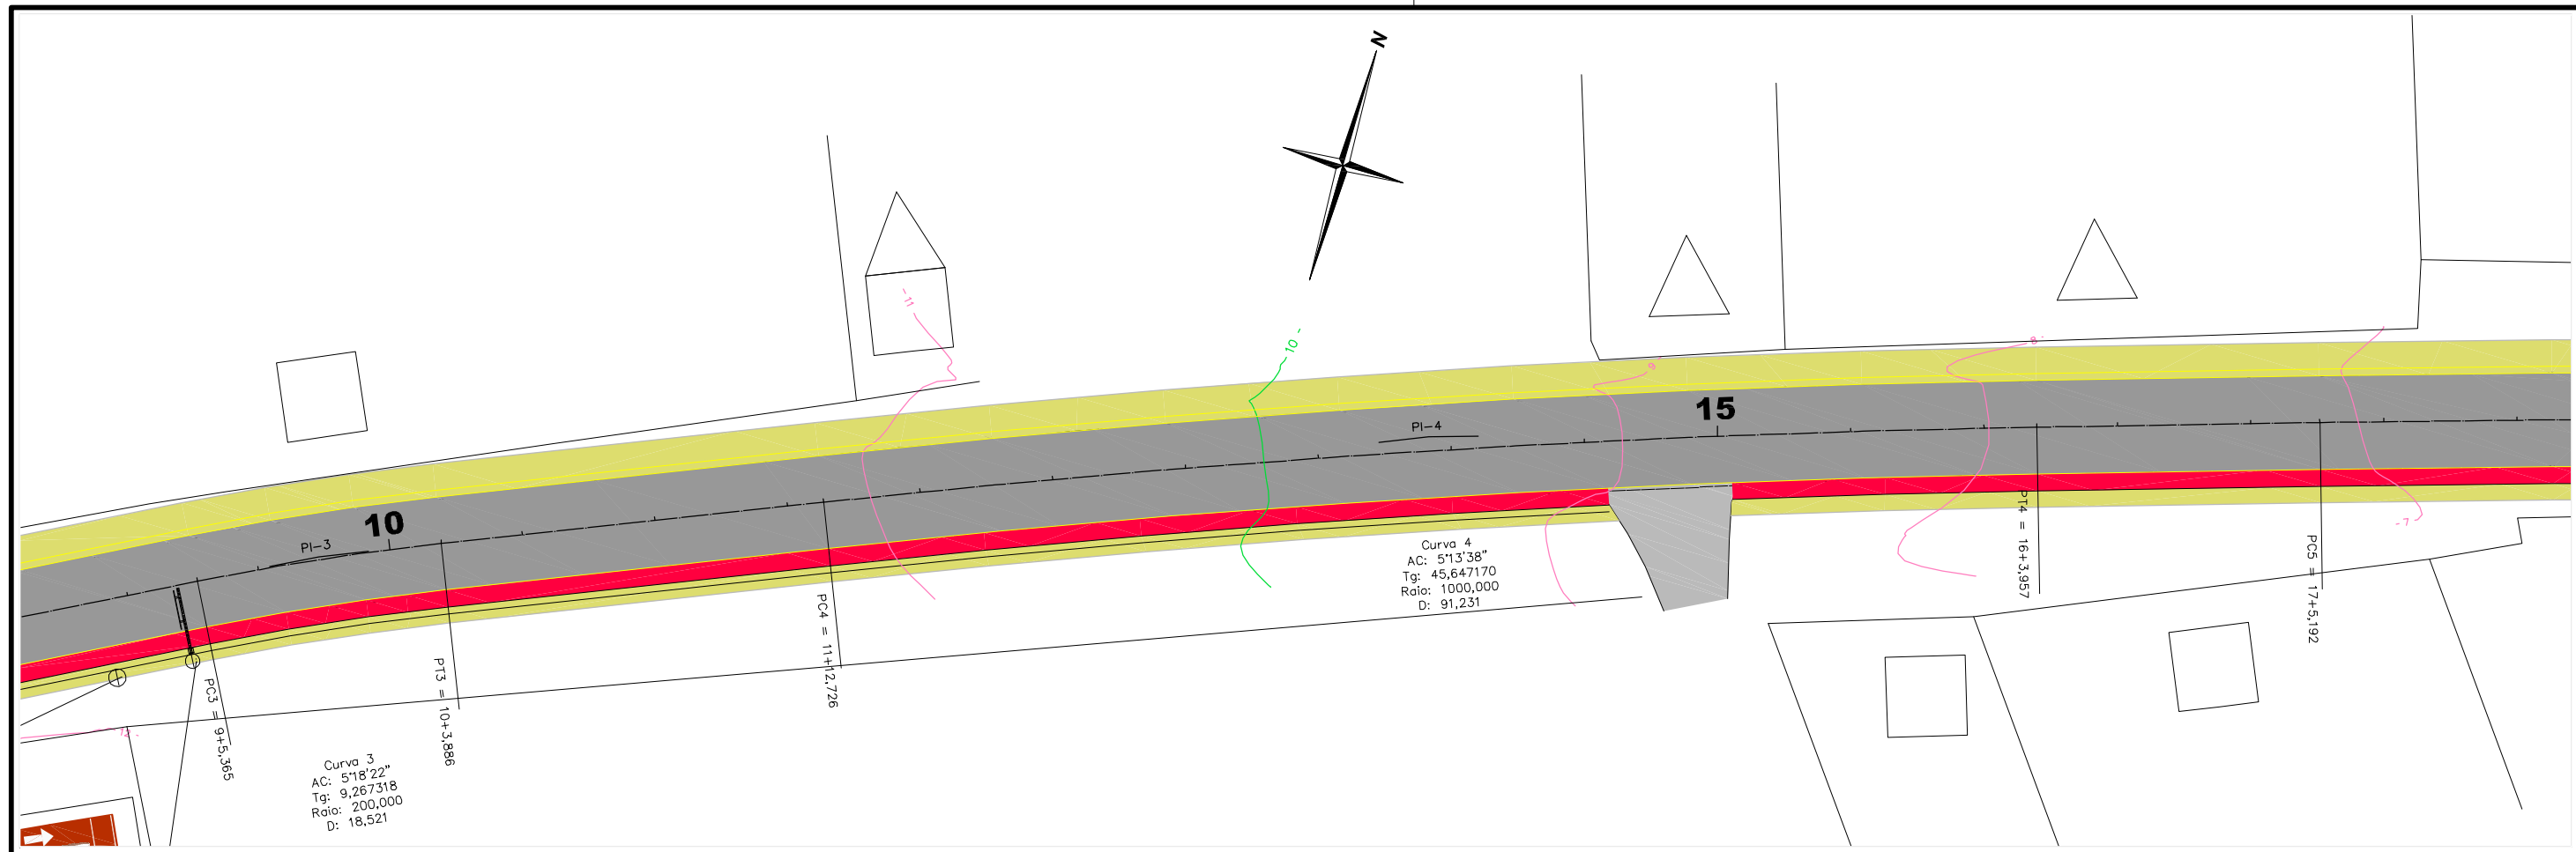 N
- 11
10 -
9 -
8 -
15
PI-4
10
PI-3
- 7
Curva 4
AC: 5°13'38"
Tg: 45,647170
Raio: 1000,000
D: 91,231
PT4 = 16+3,957
PC5 = 17+5,192
PC4 = 11+12,726
PT3 = 10+3,886
PC3 = 9+5,365
- 12 -
Curva 3
AC: 5°18'22"
Tg: 9,267318
Raio: 200,000
D: 18,521